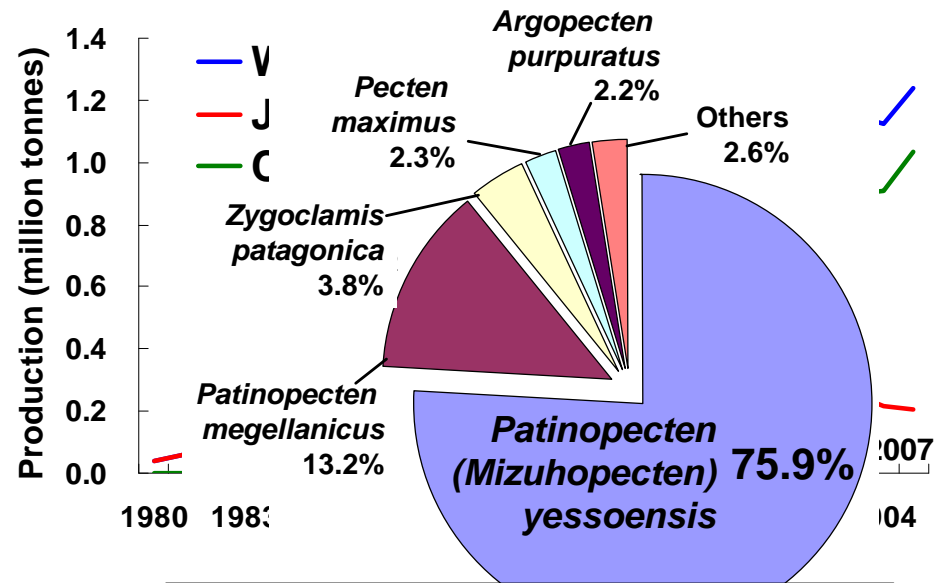 Production (million tonnes)
1.4
1.2
1.0
0.8
0.6
0.4
0.2
0.0
1980
2007
Argopecten
purpuratus
2.2%
Pecten
maximus
2.3%
Others
2.6%
Zygoclamis
patagonica
3.8%
Patinopecten
megellanicus
13.2%
Patinopecten
(Mizuhopecten) 75.9%
yessoensis